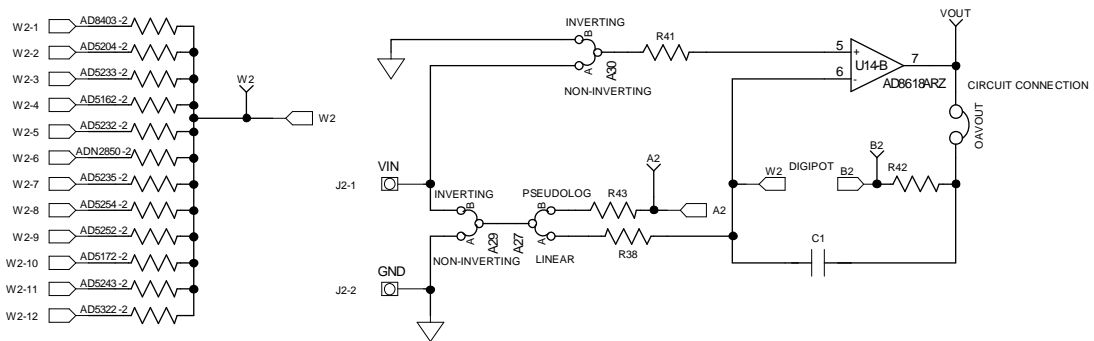 W2-1 AD8403-2
W2-2 AD5204-2
W2-3 AD5233-2
W2-4 AD5162-2
W2-5 AD5232-2
W2-6 ADN2850-2
W2-7 AD5235-2
W2-8 AD5254-2
W2-9 AD5252-2
W2-10 AD5172-2
W2-11 AD5243-2
W2-12 AD5322-2
W2
W2
INVERTING
B
A
A30
NON-INVERTING
R41
5
+
6
-
U14-B
7
AD8618ARZ
VOUT
CIRCUIT CONNECTION
OAVOUT
J2-1
VIN
INVERTING
B
A
A29
NON-INVERTING
PSEUDOLOG
B
A
A27
LINEAR
R43
A2
A2
R38
W2
DIGIPOT
B2
B2
R42
C1
J2-2
GND